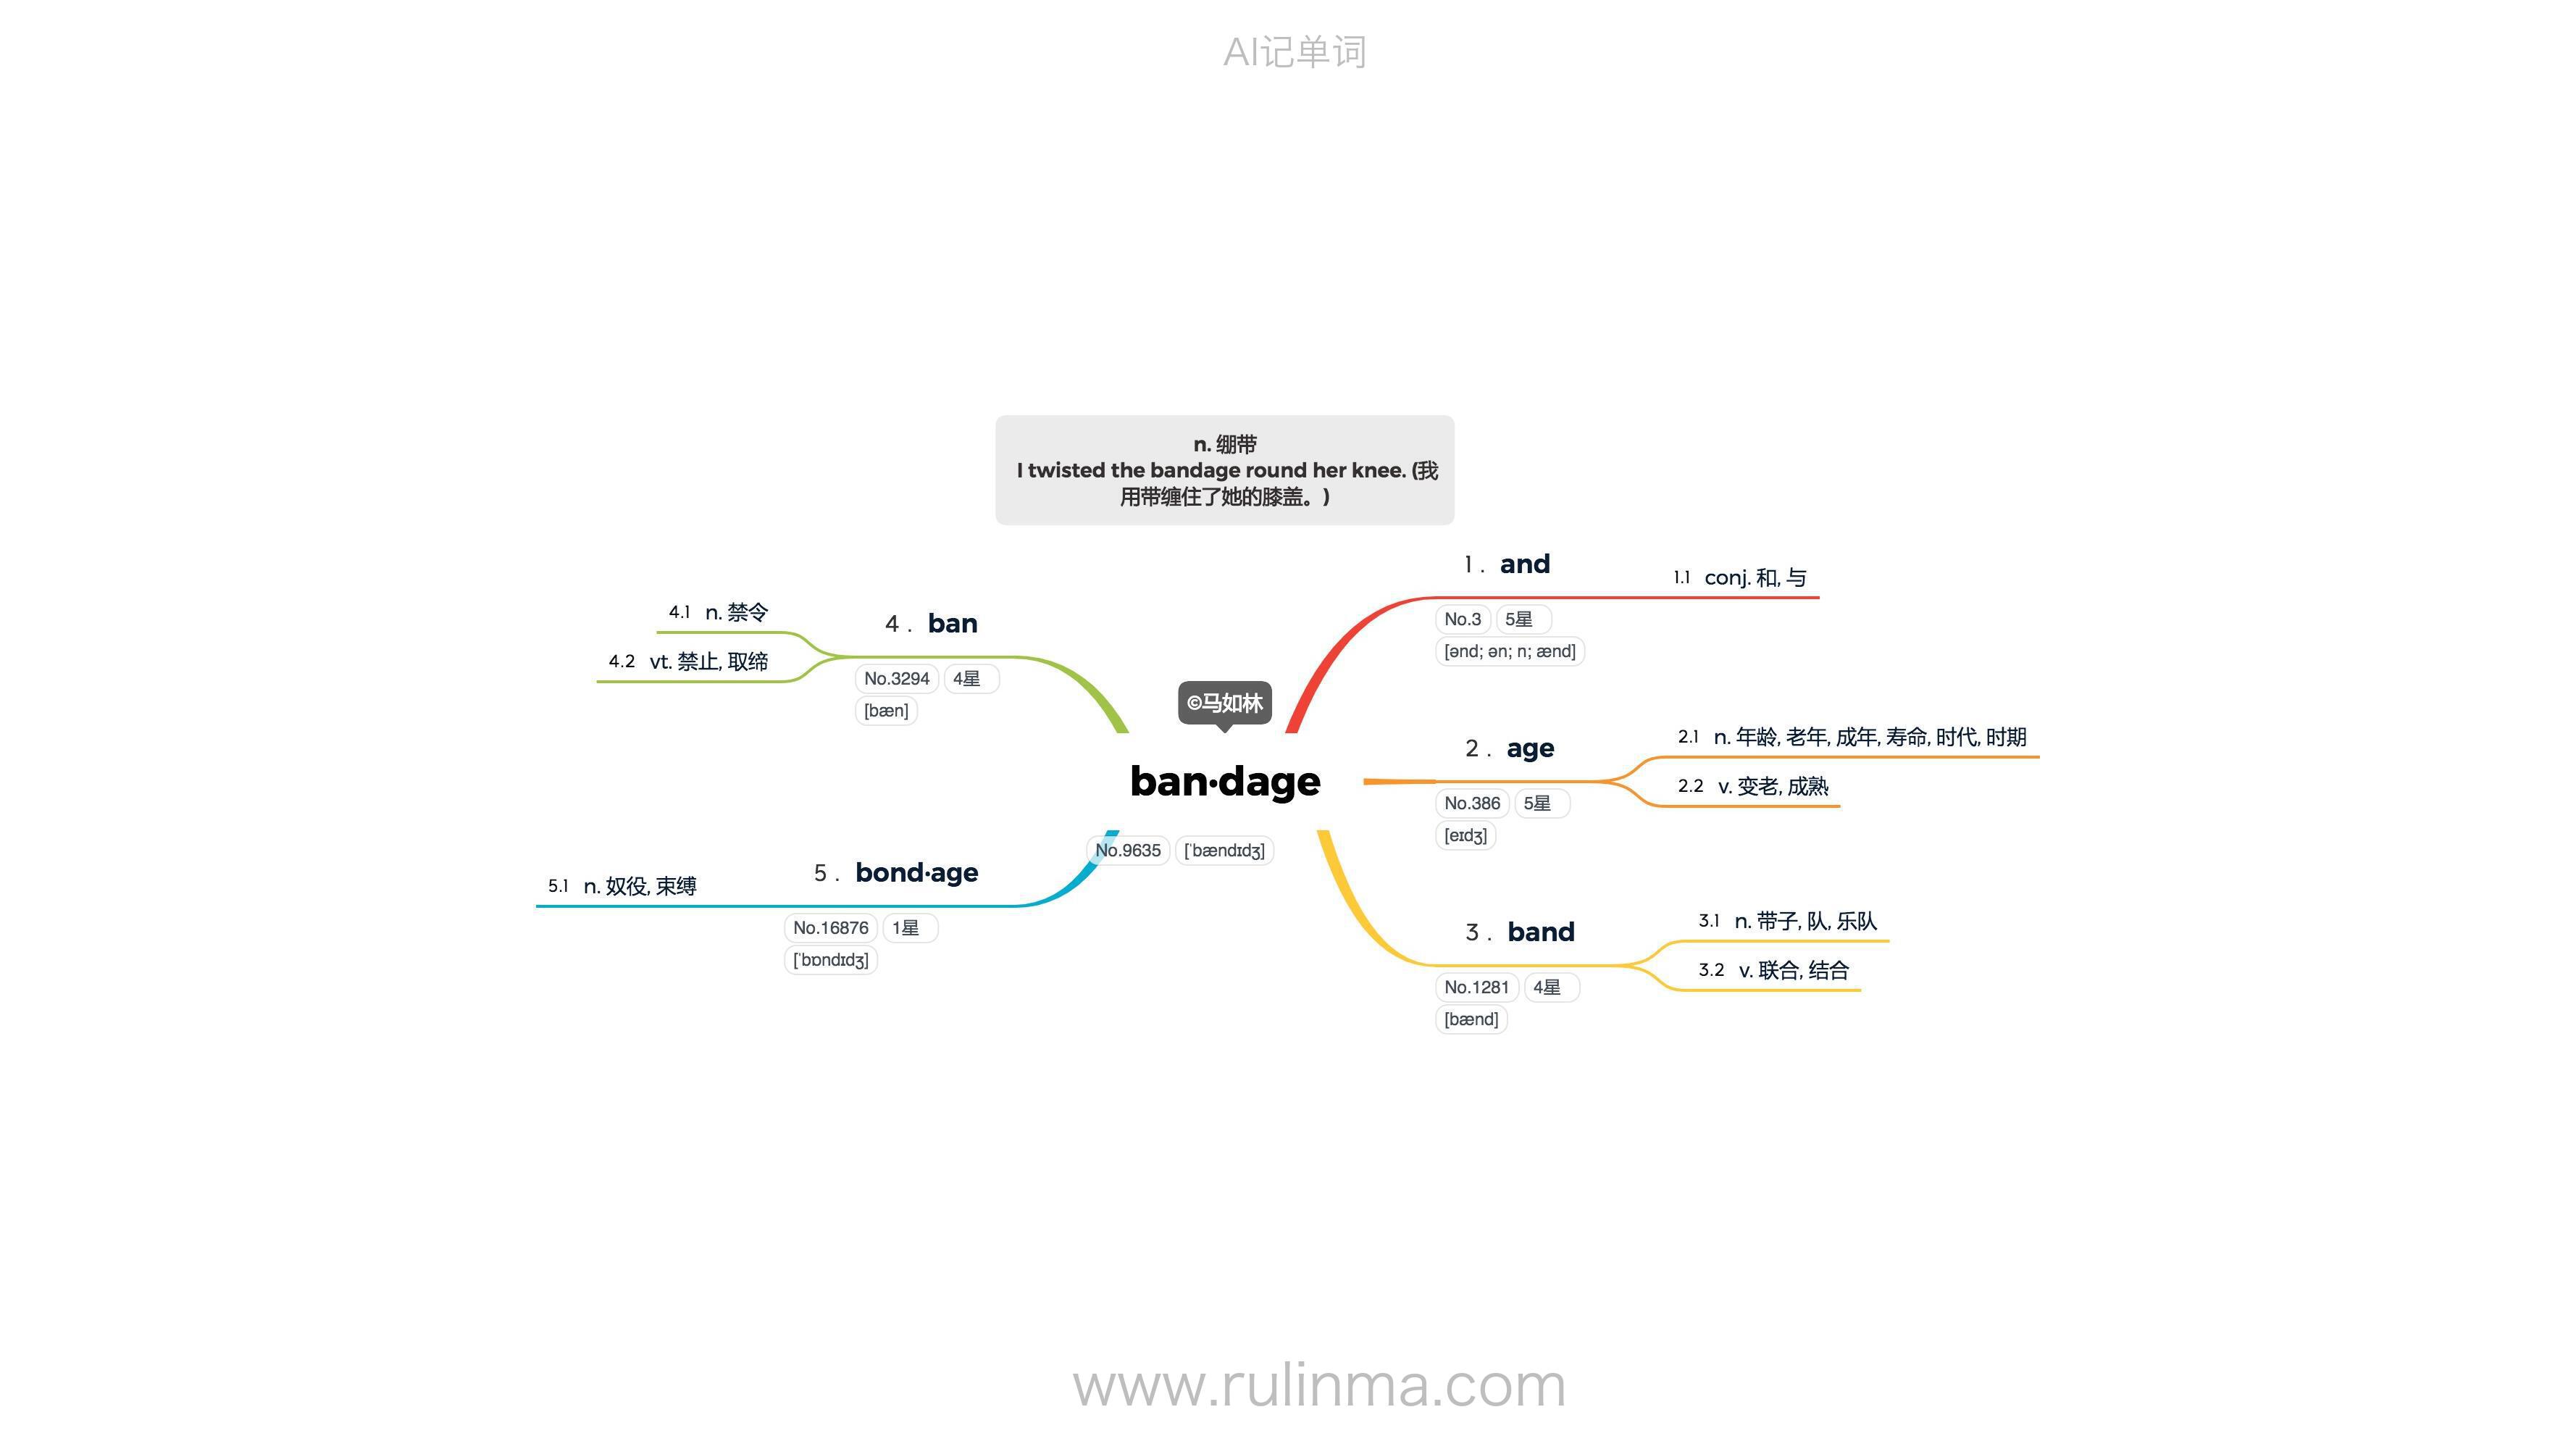 AI记单词
n. 绷带
I twisted the bandage round her knee. (我
用带缠住了她的膝盖。)
1 . and
No.3 5星
[ənd; ən; n; ænd]
1.1 conj. 和, 与
2 . age
No.386 5星
[eɪdʒ]
2.1 n. 年龄, 老年, 成年, 寿命, 时代, 时期
2.2 v. 变老, 成熟
3 . band
No.1281 4星
[bænd]
3.1 n. 带子, 队, 乐队
3.2 v. 联合, 结合
4 . ban
No.3294 4星
[bæn]
4.1 n. 禁令
4.2 vt. 禁止, 取缔
5 . bond·age
No.16876 1星
['bɒndɪdʒ]
5.1 n. 奴役, 束缚
©马如林
ban·dage
No.9635 ['bændɪdʒ]
www.rulinma.com